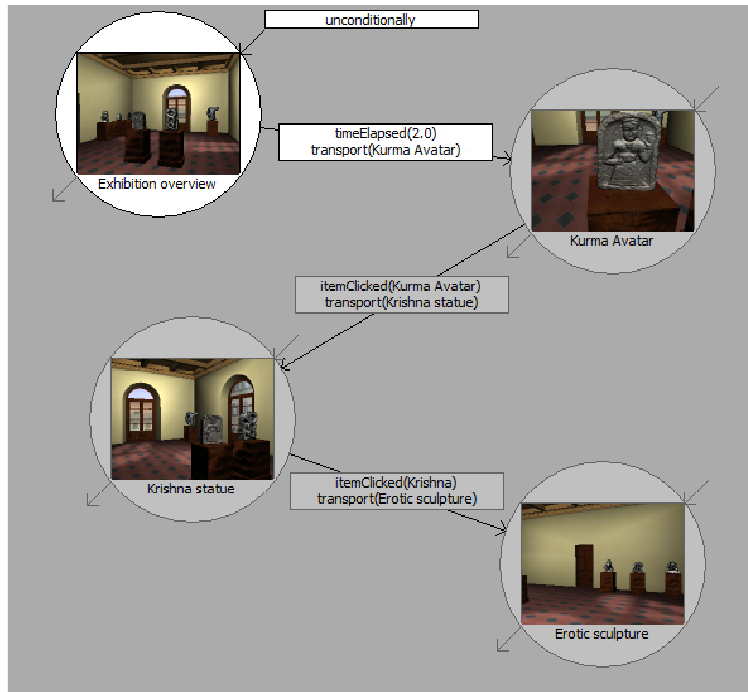 unconditionally
timeElapsed(2.0)
transport(Kurma Avatar)
Exhibition overview
Kurma Avatar
itemClicked(Kurma Avatar)
transport(Krishna statue)
Krishna statue
itemClicked(Krishna)
transport(Erotic sculpture)
Erotic sculpture